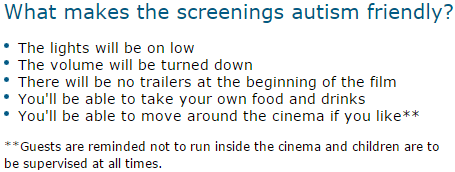 What makes the screenings autism friendly?
• The lights will be on low
• The volume will be turned down
• There will be no trailers at the beginning of the film
• You'll be able to take your own food and drinks
• You'll be able to move around the cinema if you like**
**Guests are reminded not to run inside the cinema and children are to
be supervised at all times.